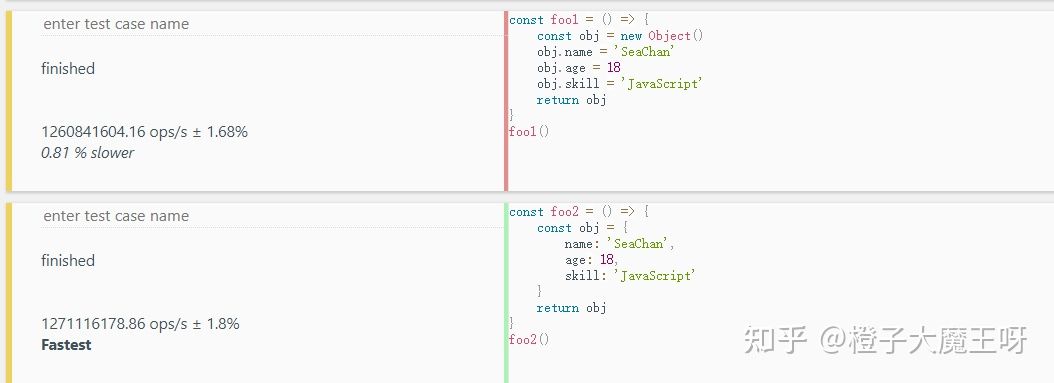 enter test case name
finished
1260841604.16 ops/s ± 1.68%
0.81 % slower
const foo1 = () => {
    const obj = new Object()
    obj.name = 'SeaChan'
    obj.age = 18
    obj.skill = 'JavaScript'
    return obj
}
foo1()
enter test case name
finished
1271116178.86 ops/s ± 1.8%
Fastest
const foo2 = () => {
    const obj = {
        name: 'SeaChan',
        age: 18,
        skill: 'JavaScript'
    }
    return obj
}
foo2()
知乎 @橙子大魔王呀